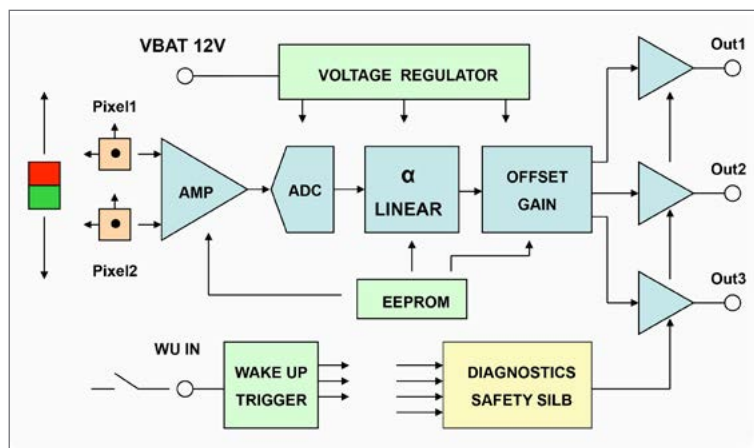 VBAT 12V
VOLTAGE REGULATOR
Out1
Pixel1
AMP
ADC
α
LINEAR
OFFSET
GAIN
Out2
Pixel2
EEPROM
Out3
WU IN
WAKE UP
TRIGGER
DIAGNOSTICS
SAFETY SILB